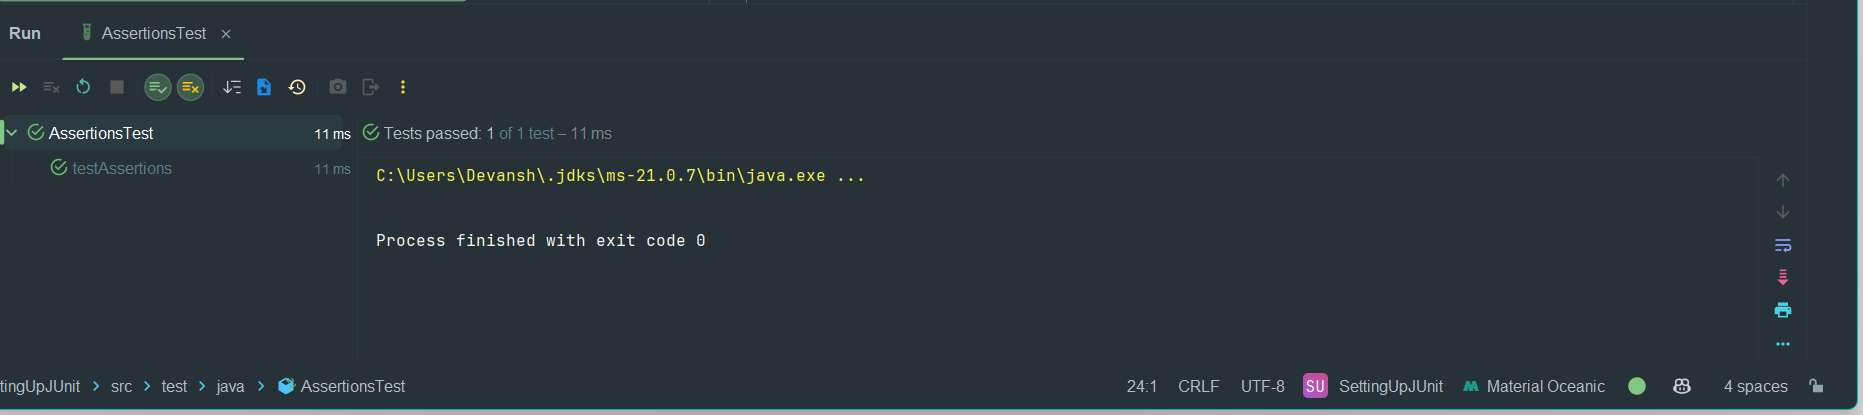 Run AssertionsTest
AssertionsTest 11 ms
Tests passed: 1 of 1 test – 11 ms
testAssertions 11 ms
C:\Users\Devansh\.jdks\ms-21.0.7\bin\java.exe ...
Process finished with exit code 0
tingUpJUnit src test java AssertionsTest 24:1 CRLF UTF-8 SU SettingUpJUnit Material Oceanic 4 spaces